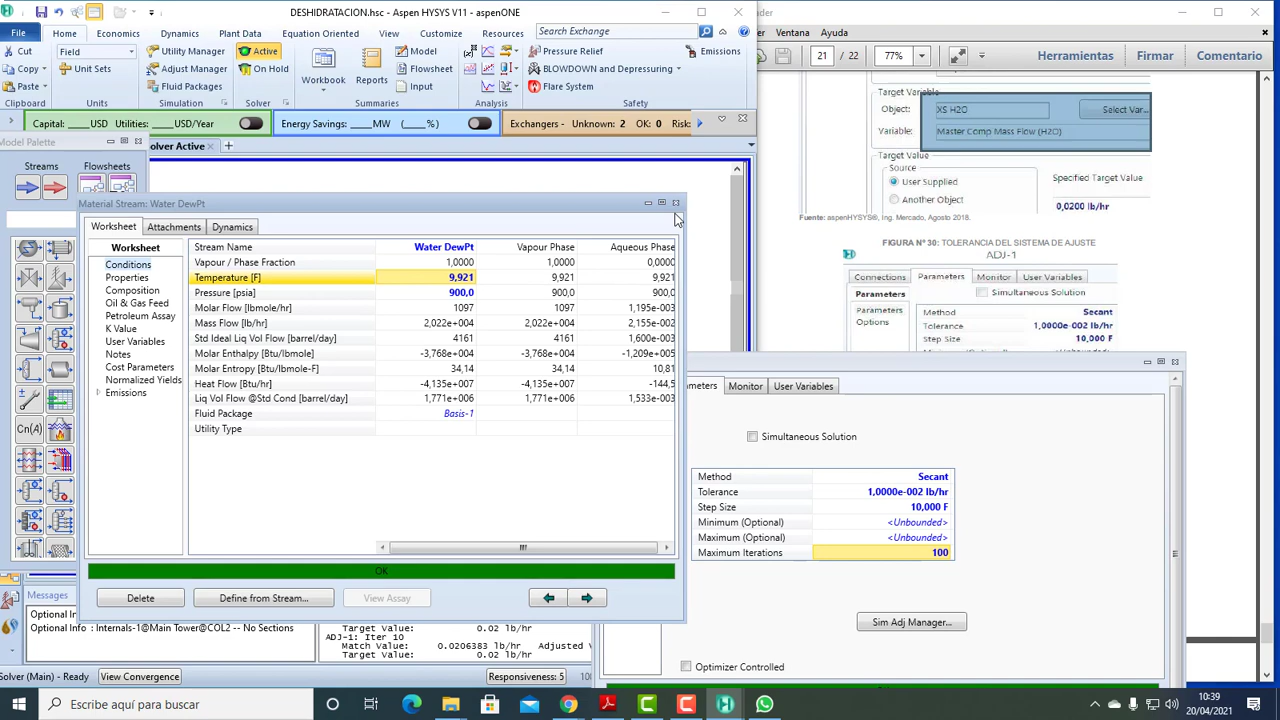 DESHIDRATACION.hsc - Aspen HYSYS V11 - aspenONE
File Home Economics Dynamics Plant Data Equation Oriented View Customize Resources Search Exchange
Cut Field Utility Manager Active Model Pressure Relief Emissions
Copy Unit Sets Adjust Manager On Hold Workbook Reports Flowsheet BLOWDOWN and Depressuring
Paste Fluid Packages Input Flare System
Clipboard Units Simulation Solver Summaries Analysis Safety
Capital: USD Utilities: USD/Year Energy Savings: MW (%) Exchangers - Unknown: 2 OK: 0 Risk:
Model Palette olver Active
Streams Flowsheets
Cn(A)
Material Stream: Water DewPt
Worksheet Attachments Dynamics
Worksheet
Conditions
Properties
Composition
Oil & Gas Feed
Petroleum Assay
K Value
User Variables
Notes
Cost Parameters
Normalized Yields
Emissions
Stream Name Water DewPt Vapour Phase Aqueous Phase
Vapour / Phase Fraction 1,0000 1,0000 0,0000
Temperature [F] 9,921 9,921 9,921
Pressure [psia] 900,0 900,0 900,0
Molar Flow [lbmole/hr] 1097 1097 1,195e-003
Mass Flow [lb/hr] 2,022e+004 2,022e+004 2,155e-002
Std Ideal Liq Vol Flow [barrel/day] 4161 4161 1,600e-003
Molar Enthalpy [Btu/lbmole] -3,768e+004 -3,768e+004 -1,209e+005
Molar Entropy [Btu/lbmole-F] 34,14 34,14 10,81
Heat Flow [Btu/hr] -4,135e+007 -4,135e+007 -144,5
Liq Vol Flow @Std Cond [barrel/day] 1,771e+006 1,771e+006 1,533e-003
Fluid Package Basis-1
Utility Type
OK
Delete Define from Stream... View Assay
Messages
Optional In
Optional Info : Internals-1@Main Tower@COL2 -- No Sections
Target Value: 0.02 lb/hr
ADJ-1: Iter 10
Match Value: 0.0206383 Adjusted V
Target Value: 0.02 lb/hr
Solver (Main) - Ready View Convergence Responsiveness: 5
der
Ventana Ayuda
21 / 22 77% Herramientas Firmar Comentario
Target Variable
Object: XS H2O Select Var...
Variable: Master Comp Mass Flow (H2O)
Target Value
Source
User Supplied
Another Object
Specified Target Value
0,0200 lb/hr
Fuente: aspenHYSYS®, Ing. Mercado, Agosto 2018.
FIGURA N° 30: TOLERANCIA DEL SISTEMA DE AJUSTE
ADJ-1
Connections Parameters Monitor User Variables
Parameters Simultaneous Solution
Parameters
Options
Method Secant
Tolerance 1,0000e-002 lb/hr
Step Size 10,000 F
meters Monitor User Variables
Simultaneous Solution
Method Secant
Tolerance 1,0000e-002 lb/hr
Step Size 10,000 F
Minimum (Optional) <Unbounded>
Maximum (Optional) <Unbounded>
Maximum Iterations 100
Sim Adj Manager...
Optimizer Controlled
Escribe aquí para buscar
10:39
20/04/2021